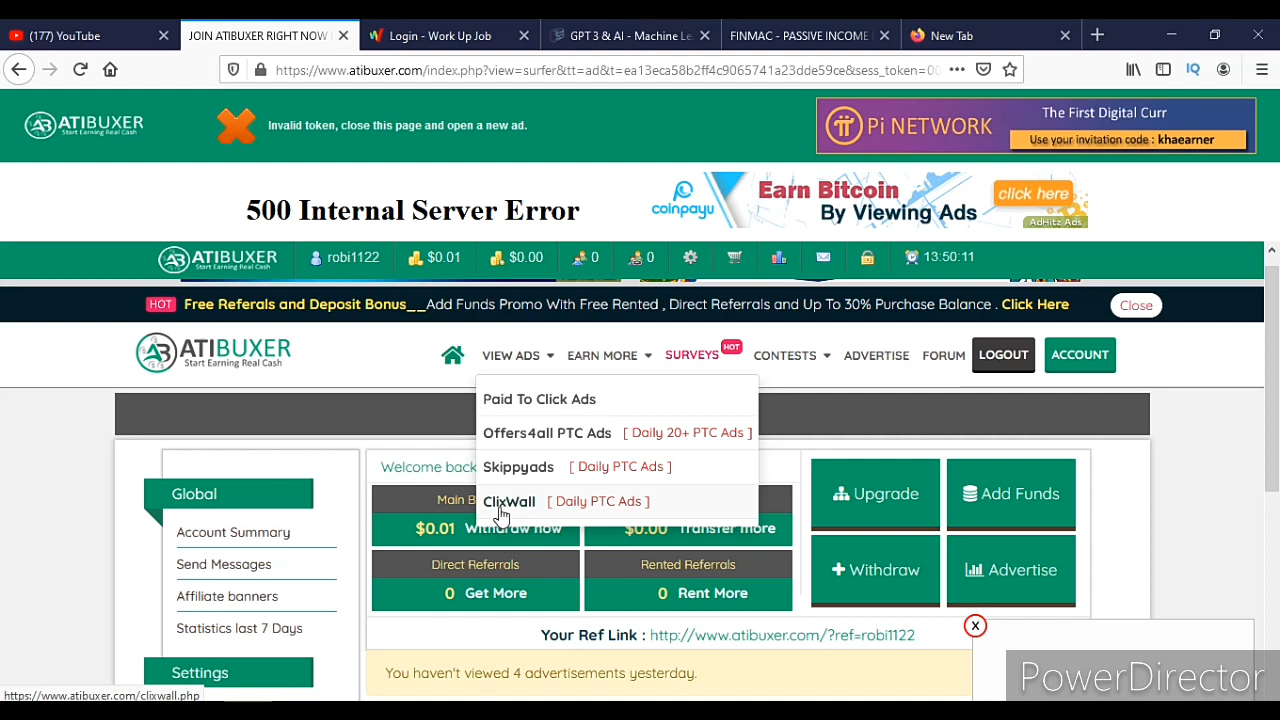 (177) YouTube
JOIN ATIBUXER RIGHT NOW
Login - Work Up Job
GPT 3 & AI - Machine Le
FINMAC - PASSIVE INCOME
New Tab
https://www.atibuxer.com/index.php?view=surfer&tt=ad&t=ea13eca58b2ff4c9065741a23dde59ce&sess_token=00
IQ
ATIBUXER
Start Earning Real Cash
Invalid token, close this page and open a new ad.
Pi NETWORK
The First Digital Curr
Use your invitation code : khaearner
500 Internal Server Error
coinpayu
Earn Bitcoin
By Viewing Ads
click here
AdHitz Ads
ATIBUXER
Start Earning Real Cash
robi1122
$0.01
$0.00
0
0
13:50:11
HOT
Free Referrals and Deposit Bonus__Add Funds Promo With Free Rented , Direct Referrals and Up To 30% Purchase Balance . Click Here
Close
ATIBUXER
Start Earning Real Cash
VIEW ADS
EARN MORE
SURVEYS
HOT
CONTESTS
ADVERTISE
FORUM
LOGOUT
ACCOUNT
Paid To Click Ads
Offers4all PTC Ads [ Daily 20+ PTC Ads ]
Skippyads [ Daily PTC Ads ]
ClixWall [ Daily PTC Ads ]
Global
Account Summary
Send Messages
Affiliate banners
Statistics last 7 Days
Settings
Welcome back
Main B
$0.01 Withdraw now
$0.00 Transfer more
Direct Referrals
0 Get More
Rented Referrals
0 Rent More
Upgrade
Add Funds
Withdraw
Advertise
Your Ref Link : http://www.atibuxer.com/?ref=robi1122
X
You haven't viewed 4 advertisements yesterday.
https://www.atibuxer.com/clixwall.php
PowerDirector